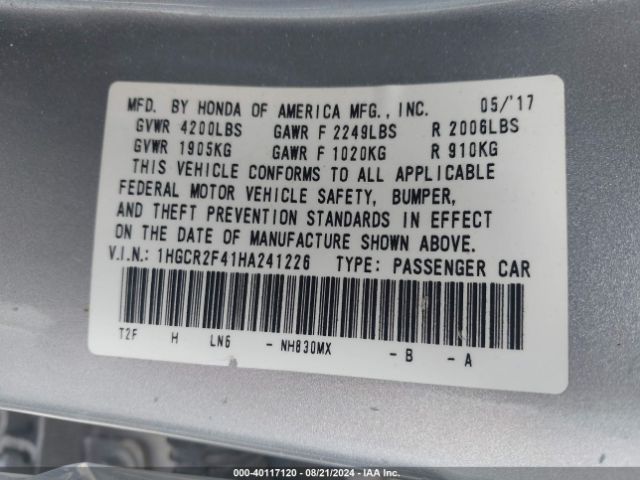 MFD. BY HONDA OF AMERICA MFG., INC. 05/'17
GVWR 4200LBS GAWR F 2249LBS R 2006LBS
GVWR 1905KG GAWR F 1020KG R 910KG
THIS VEHICLE CONFORMS TO ALL APPLICABLE
FEDERAL MOTOR VEHICLE SAFETY, BUMPER,
AND THEFT PREVENTION STANDARDS IN EFFECT
ON THE DATE OF MANUFACTURE SHOWN ABOVE.
V.I.N.: 1HGCR2F41HA241226 TYPE: PASSENGER CAR
T2F H LN6 - NH830MX - B - A
000-40117120 - 08/21/2024 - IAA Inc.